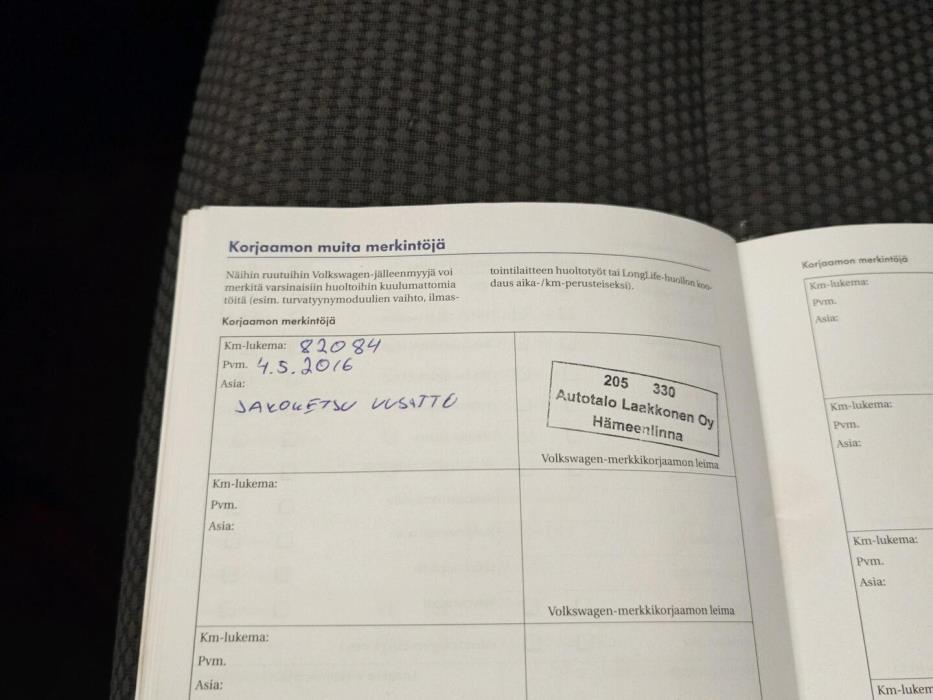 Korjaamon muita merkintöjä
Näihin ruutuihin Volkswagen-jälleenmyyjä voi
merkitä varsinaisiin huoltoihin kuulumattomia
töitä (esim. turvatyynymoduulien vaihto, ilmas-
tointilaitteen huoltotyöt tai LongLife-huollon koo-
daus aika-/km-perusteiseksi).
Korjaamon merkintöjä
Km-lukema: 82084
Pvm. 4.5.2016
Asia:
JAKOKETJU UUSITTU
205 330
Autotalo Laakkonen Oy
Hämeenlinna
Volkswagen-merkkikorjaamon leima
Km-lukema:
Pvm.
Asia:
Volkswagen-merkkikorjaamon leima
Km-lukema:
Pvm.
Asia:
Korjaamon merkintöjä
Km-lukema:
Pvm.
Asia:
Km-lukema:
Pvm.
Asia:
Km-lukema:
Pvm.
Asia:
Km-lukem